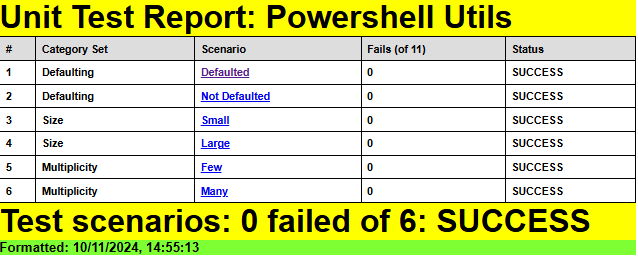 Unit Test Report: Powershell Utils
# Category Set Scenario Fails (of 11) Status
1 Defaulting Defaulted 0 SUCCESS
2 Defaulting Not Defaulted 0 SUCCESS
3 Size Small 0 SUCCESS
4 Size Large 0 SUCCESS
5 Multiplicity Few 0 SUCCESS
6 Multiplicity Many 0 SUCCESS
Test scenarios: 0 failed of 6: SUCCESS
Formatted: 10/11/2024, 14:55:13